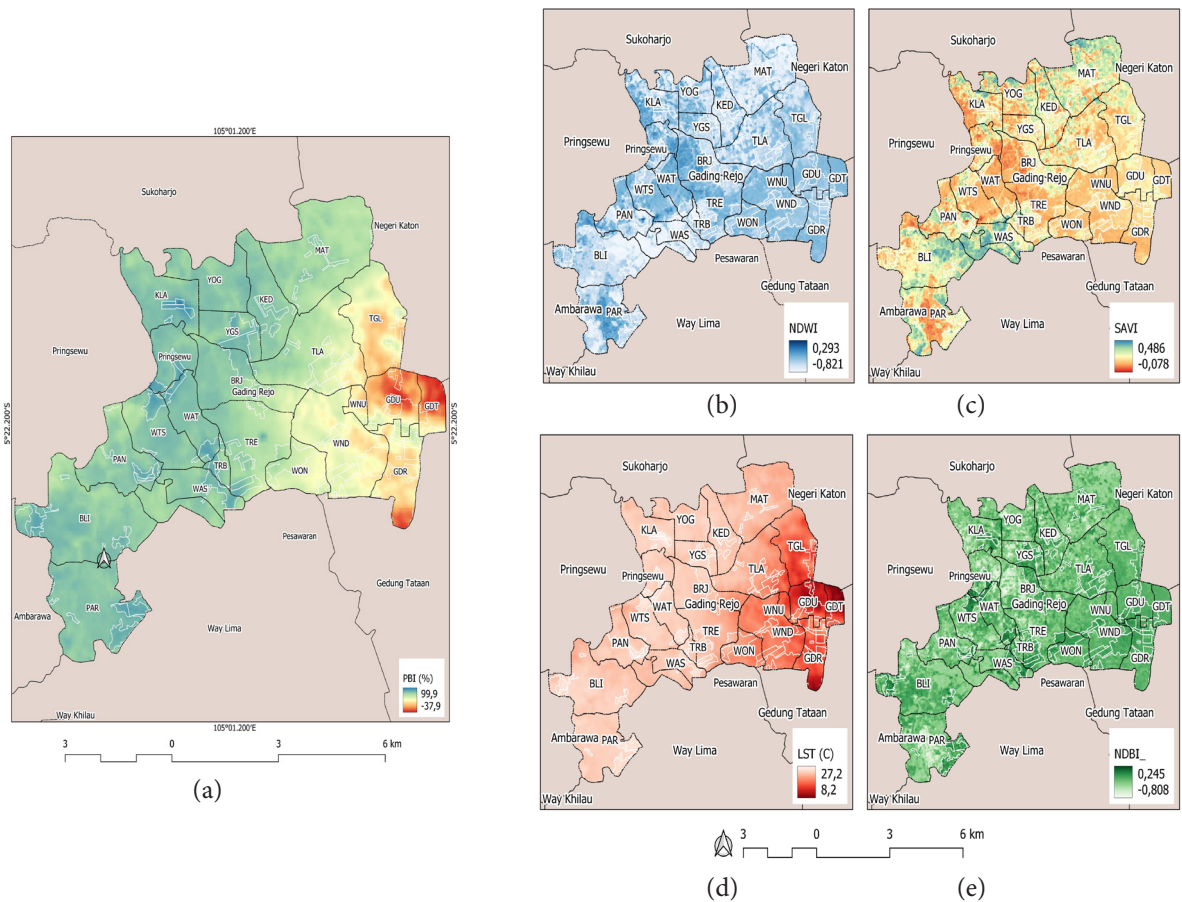 105°01.200'E
Sukoharjo
Negeri Katon
MAT
YOG
KLA
KED
TGL
YGS
Pringsewu
Pringsewu
TLA
BRJ
Gading Rejo
GDU
GDT
WNU
5°22.200'S
5°22.200'S
WAT
WTS
TRE
WND
PAN
TRB
WON
GDR
WAS
BLI
Pesawaran
Gedung Tataan
Ambarawa
PAR
Way Lima
PBI (%)
99,9
-37,9
Way Khilau
105°01.200'E
3 0 3 6 km
(a)
Sukoharjo
MAT
Negeri Katon
YOG
KLA
KED
TGL
YGS
Pringsewu
Pringsewu
TLA
BRJ
Gading-Rejo
GDU
GDT
WTS
WAT
WNU
TRE
WND
PAN
TRB
WON
GDR
WAS
BLI
Pesawaran
Gedung Tataan
Ambarawa
PAR
Way Lima
NDWI
0,293
-0,821
Way Khilau
(b)
Sukoharjo
MAT
Negeri Katon
YOG
KLA
KED
TGL
YGS
Pringsewu
Pringsewu
TLA
BRJ
Gading-Rejo
GDU
GDT
WTS
WAT
WNU
TRE
WND
PAN
TRB
WON
GDR
WAS
BLI
Pesawaran
Gedung Tataan
Ambarawa
PAR
Way Lima
SAVI
0,486
-0,078
Way Khilau
(c)
Sukoharjo
MAT
Negeri Katon
YOG
KLA
KED
TGL
YGS
Pringsewu
Pringsewu
TLA
BRJ
Gading-Rejo
GDU
GDT
WTS
WAT
WNU
TRE
WND
PAN
TRB
WON
GDR
WAS
BLI
Pesawaran
Gedung Tataan
Ambarawa
PAR
Way Lima
LST (C)
27,2
8,2
Way Khilau
(d)
Sukoharjo
MAT
Negeri Katon
YOG
KLA
KED
TGL
YGS
Pringsewu
Pringsewu
TLA
BRJ
Gading-Rejo
GDU
GDT
WTS
WAT
WNU
TRE
WND
PAN
TRB
WON
GDR
WAS
BLI
Pesawaran
Gedung Tataan
Ambarawa
PAR
Way Lima
NDBI_
0,245
-0,808
Way Khilau
3 0 3 6 km
(e)